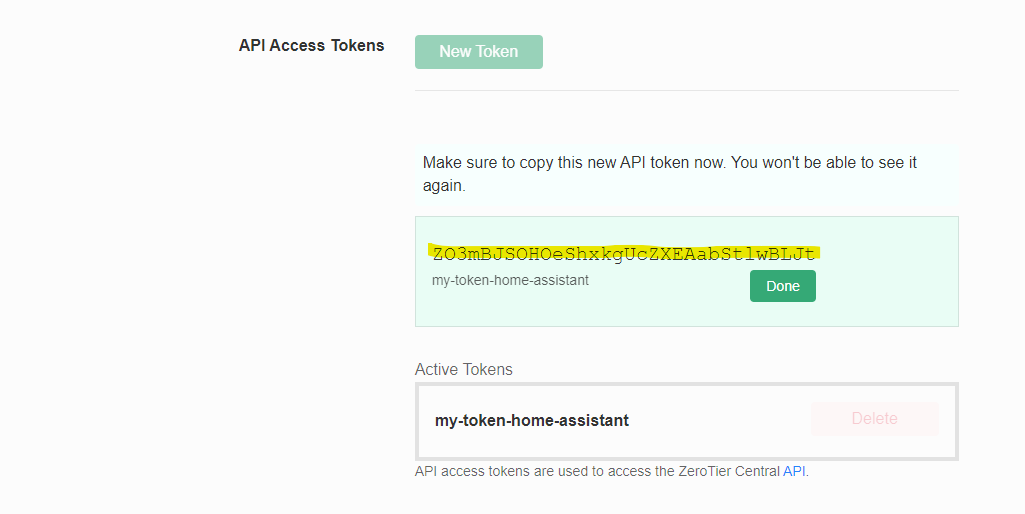 API Access Tokens
New Token
Make sure to copy this new API token now. You won't be able to see it
again.
ZO3mBJSOHOeShxkgUcZXEAabStlwBLJt
my-token-home-assistant
Done
Active Tokens
my-token-home-assistant
Delete
API access tokens are used to access the ZeroTier Central API.